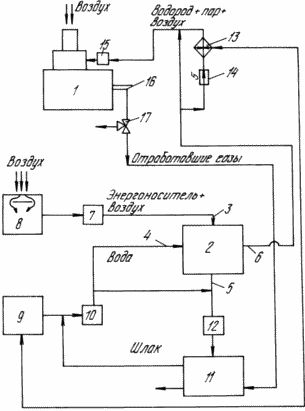 Воздух
Водород + пар +
воздух
15
13
1
16
14
17
Отработавшие газы
Воздух
Энергоноситель +
воздух
3
7
8
2
4
6
Вода
5
9
10
12
Шлак
11